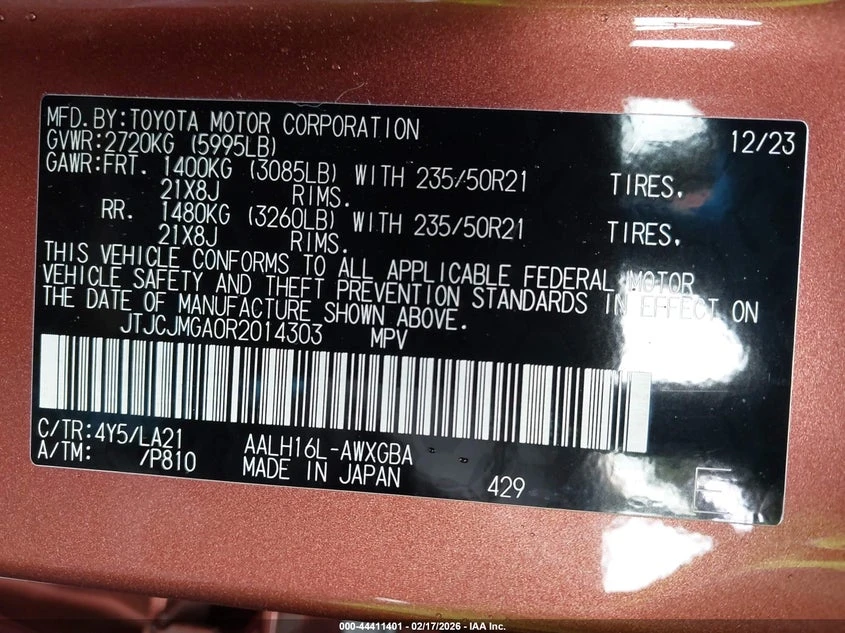 MFD.BY:TOYOTA MOTOR CORPORATION 12/23
GVWR:2720KG (5995LB)
GAWR:FRT. 1400KG (3085LB) WITH 235/50R21 TIRES,
21X8J RIMS.
RR. 1480KG (3260LB) WITH 235/50R21 TIRES,
21X8J RIMS.
THIS VEHICLE CONFORMS TO ALL APPLICABLE FEDERAL MOTOR
VEHICLE SAFETY AND THEFT PREVENTION STANDARDS IN EFFECT ON
THE DATE OF MANUFACTURE SHOWN ABOVE.
JTJCJMGA0R2014303 MPV
C/TR:4Y5/LA21 AALH16L-AWXGBA
A/TM: /P810 MADE IN JAPAN 429
000-44411401 - 02/17/2026 - IAA Inc.